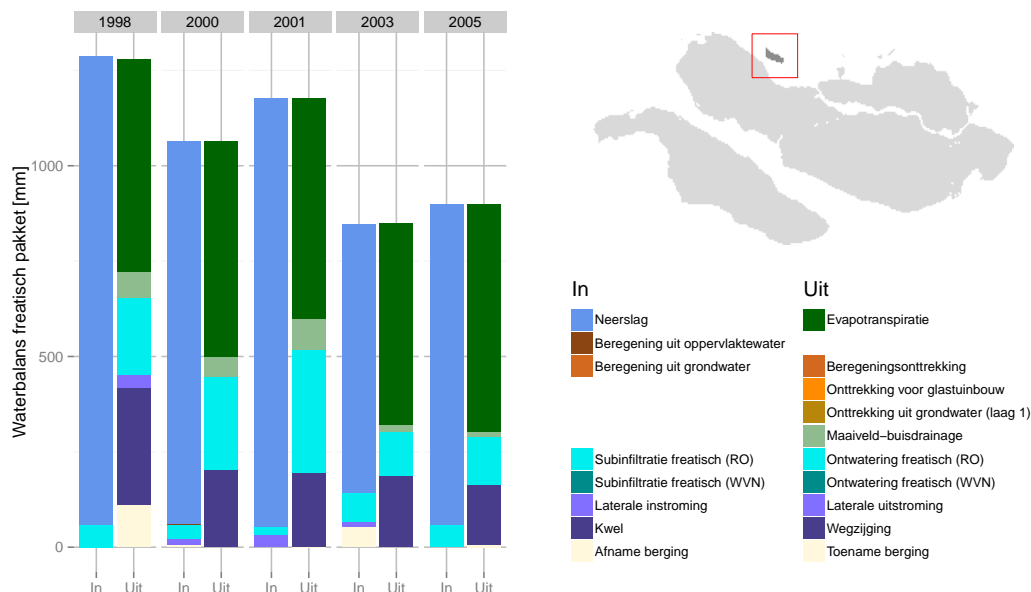 1998 2000 2001 2003 2005
Waterbalans freatisch pakket [mm]
1000
500
0
In Uit In Uit In Uit In Uit In Uit
In
Neerslag
Beregening uit oppervlaktewater
Beregening uit grondwater
Subinfiltratie freatisch (RO)
Subinfiltratie freatisch (WVN)
Laterale instroming
Kwel
Afname berging
Uit
Evapotranspiratie
Beregeningsonttrekking
Onttrekking voor glastuinbouw
Onttrekking uit grondwater (laag 1)
Maaiveld−buisdrainage
Ontwatering freatisch (RO)
Ontwatering freatisch (WVN)
Laterale uitstroming
Wegzijging
Toename berging